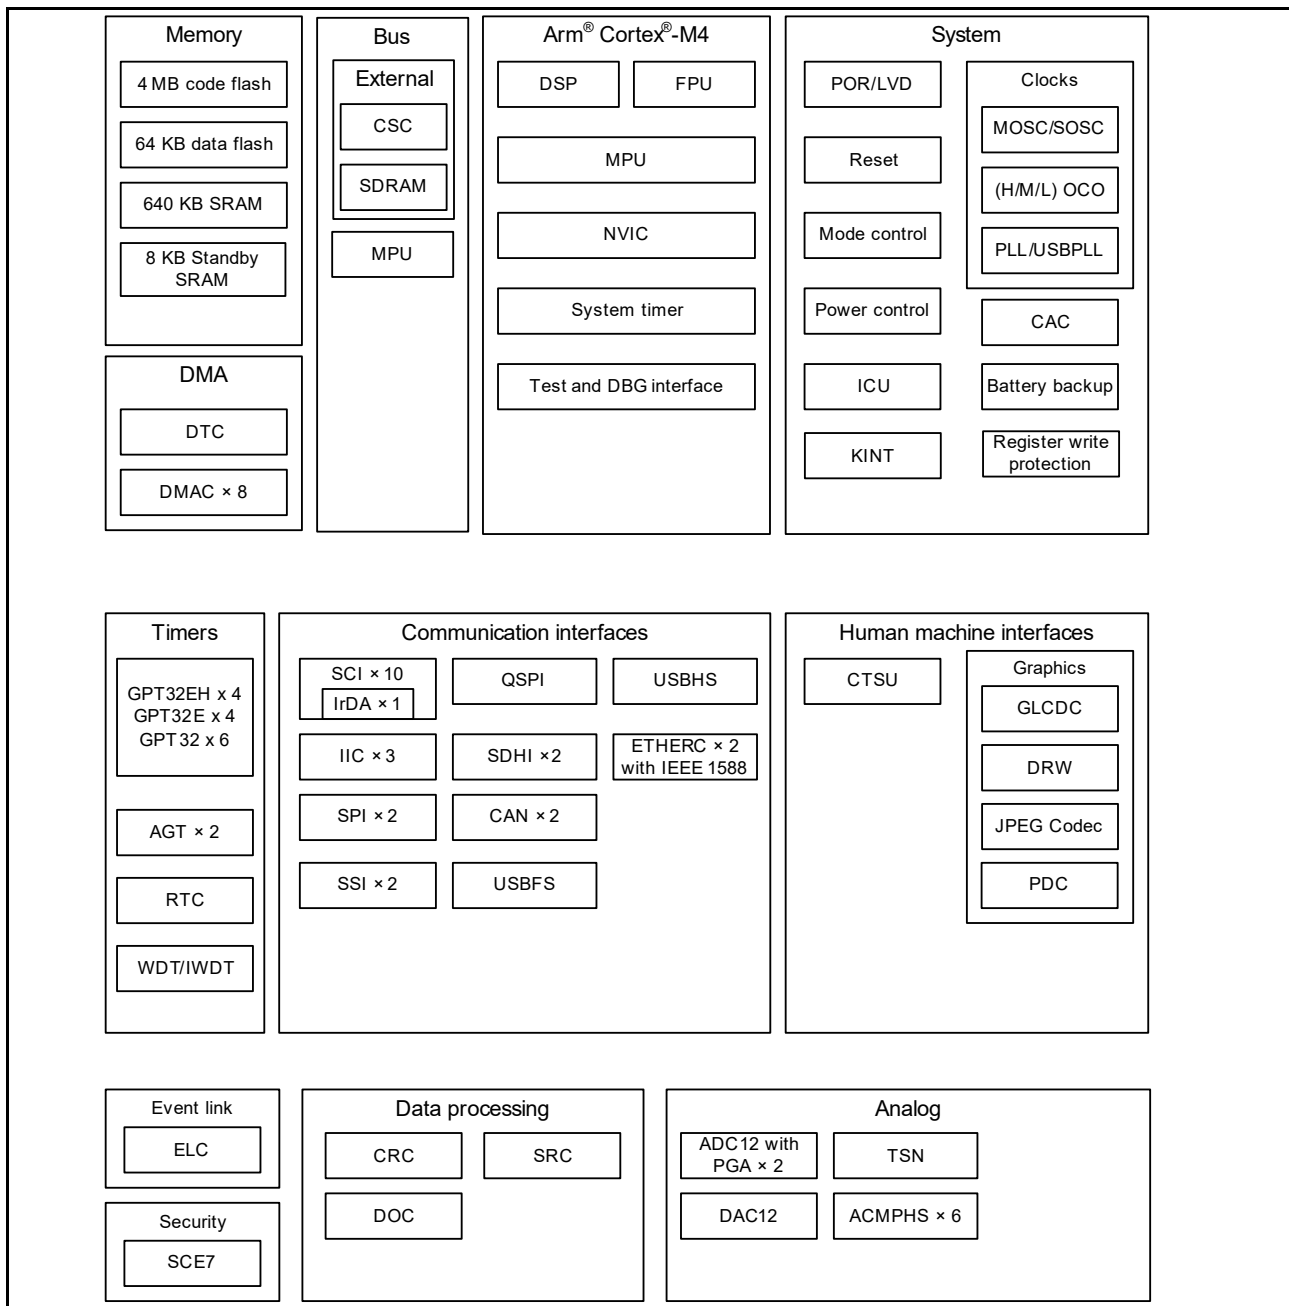 Memory
4 MB code flash
64 KB data flash
640 KB SRAM
8 KB Standby
SRAM
DMA
DTC
DMAC × 8
Bus
External
CSC
SDRAM
MPU
Arm® Cortex®-M4
DSP
FPU
MPU
NVIC
System timer
Test and DBG interface
System
POR/LVD
Reset
Mode control
Power control
ICU
KINT
Clocks
MOSC/SOSC
(H/M/L) OCO
PLL/USBPLL
CAC
Battery backup
Register write
protection
Timers
GPT32EH x 4
GPT32E x 4
GPT32 x 6
AGT × 2
RTC
WDT/IWDT
Communication interfaces
SCI × 10
IrDA × 1
IIC × 3
SPI × 2
SSI × 2
QSPI
SDHI × 2
CAN × 2
USBFS
USBHS
ETHERC × 2
with IEEE 1588
Human machine interfaces
CTSU
Graphics
GLCDC
DRW
JPEG Codec
PDC
Event link
ELC
Security
SCE7
Data processing
CRC
SRC
DOC
Analog
ADC12 with
PGA × 2
TSN
DAC12
ACMPHS × 6